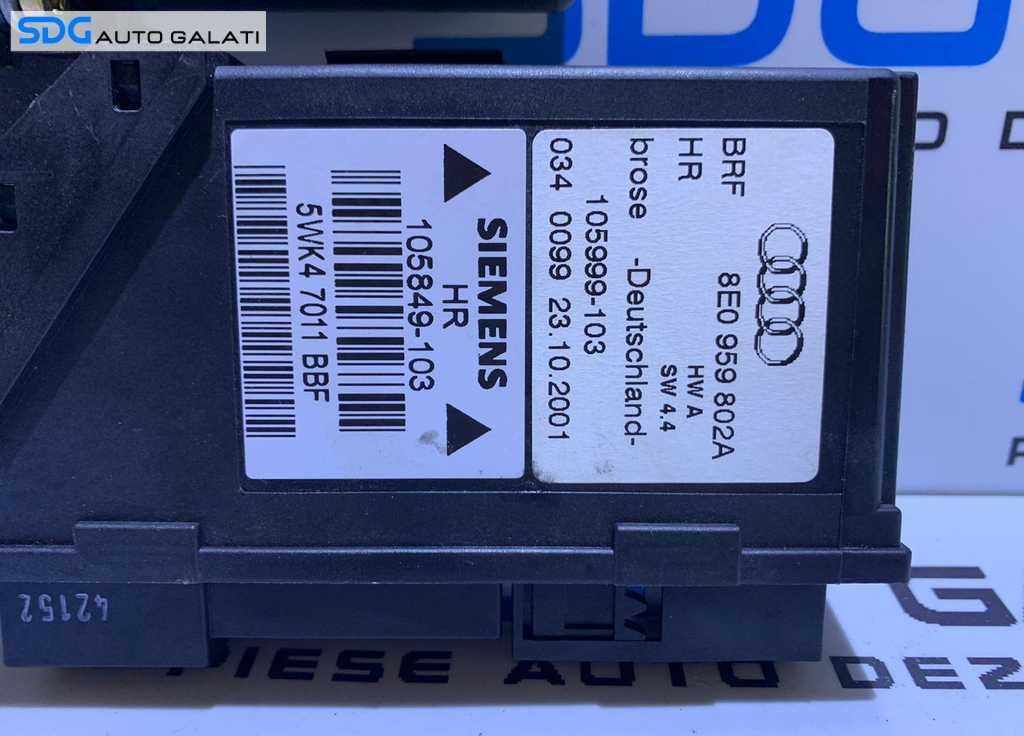 SDG AUTO GALATI
BRF 8E0 959 802A
HR HW A
SW 4.4
brose -Deutschland-
105999-103
034 0099 23.10.2001
SIEMENS
HR
105849-103
5WK4 7011 BBF
42152
PIESE AUTO DEZ